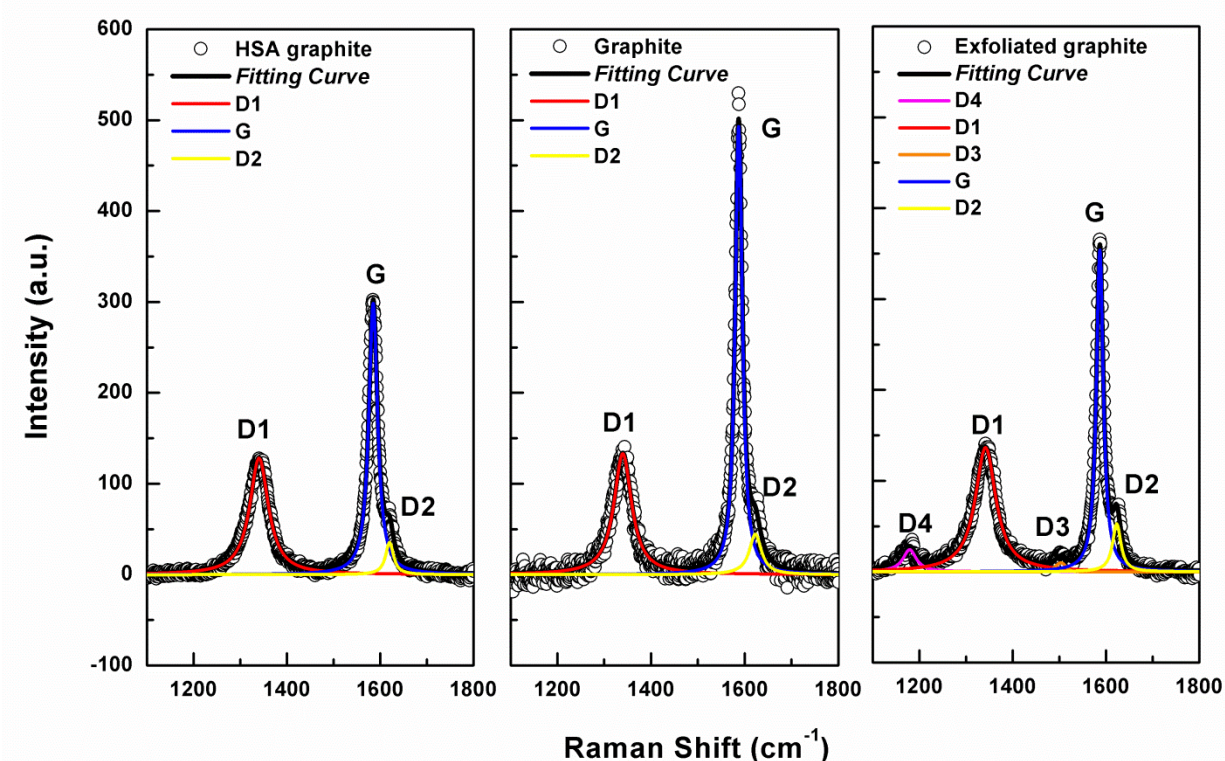 600
500
400
300
200
100
0
-100
Intensity (a.u.)
HSA graphite
Fitting Curve
D1
G
D2
G
D1
D2
1200 1400 1600 1800
Graphite
Fitting Curve
D1
G
D2
G
D1
D2
1200 1400 1600 1800
Exfoliated graphite
Fitting Curve
D4
D1
D3
G
D2
G
D1
D2
D4
D3
1200 1400 1600 1800
Raman Shift (cm⁻¹)